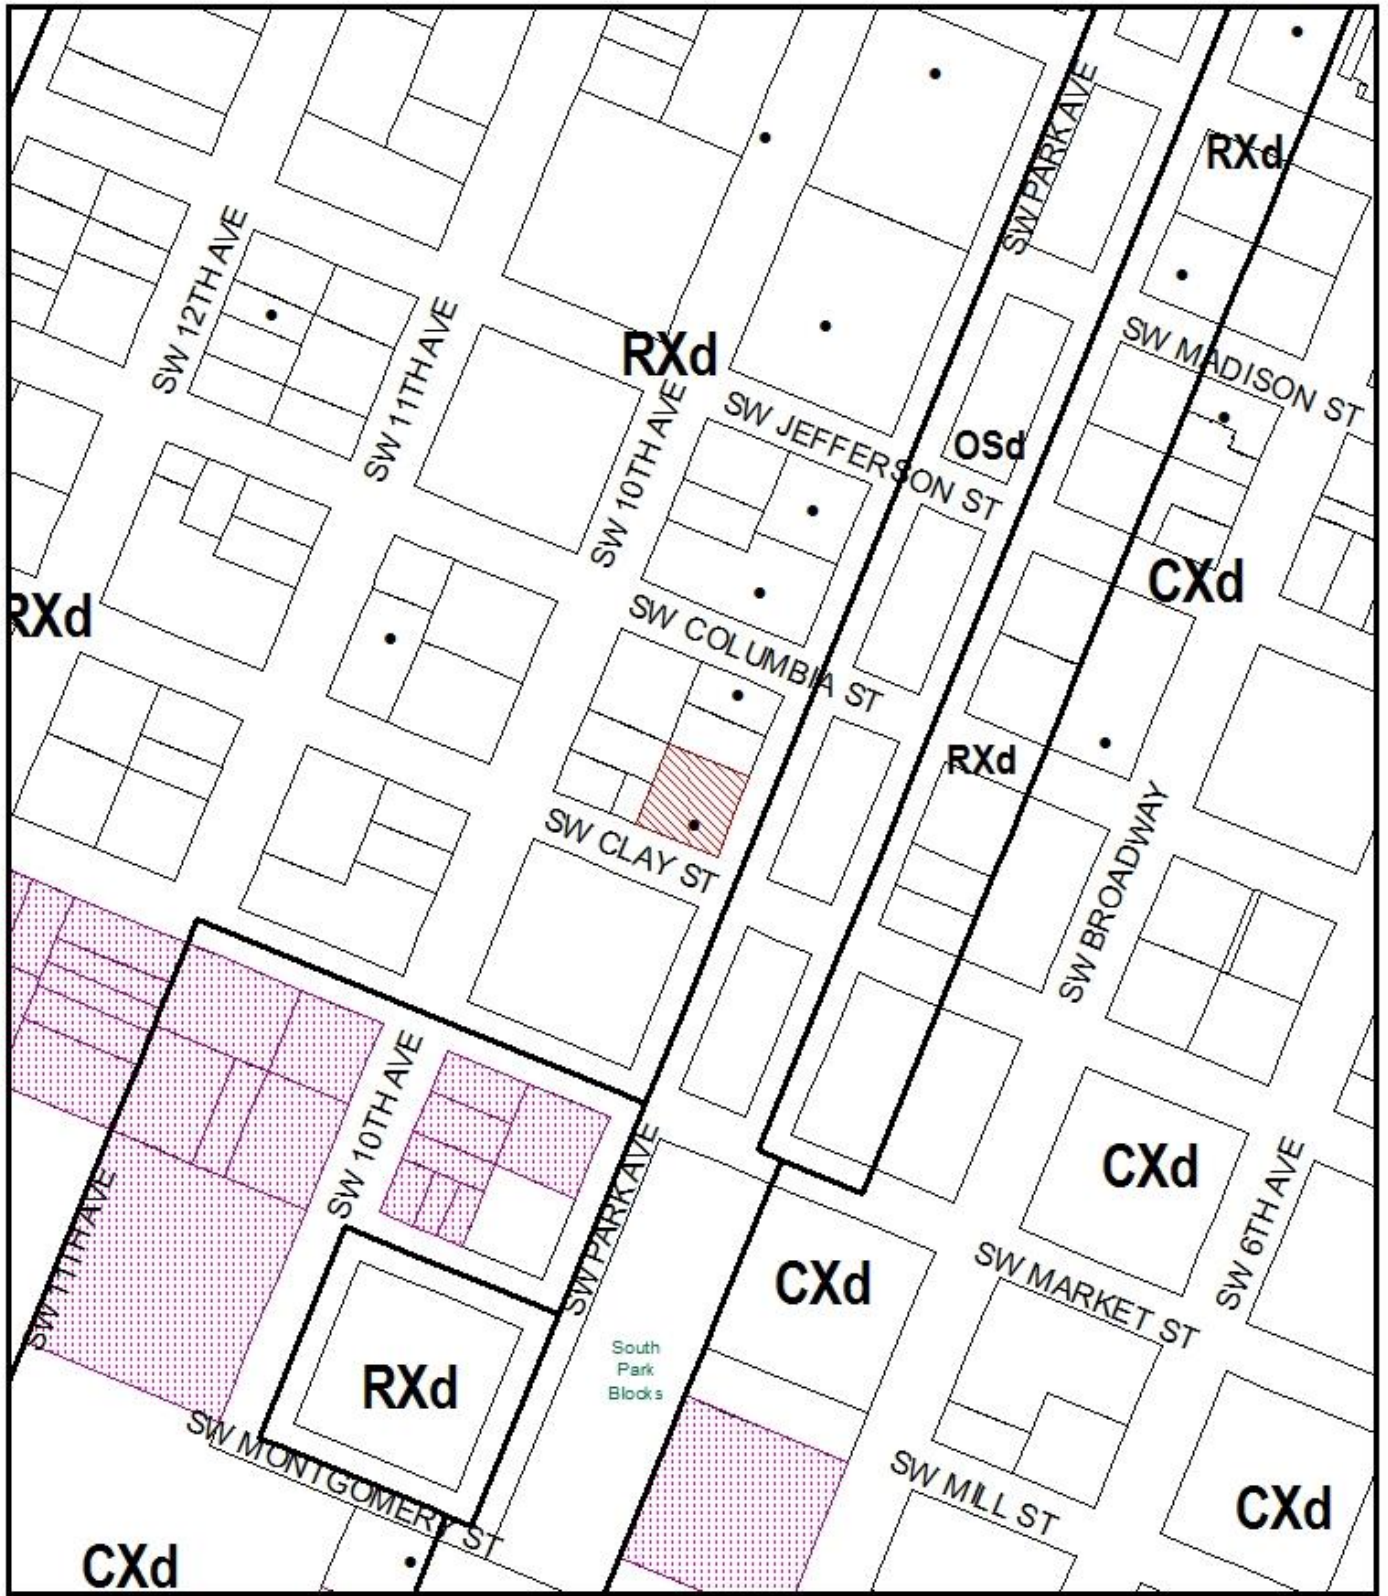 SW PARK AVE
RXd
SW 12TH AVE
SW 11TH AVE
RXd
SW MADISON ST
SW 10TH AVE
SW JEFFERSON ST
OSd
RXd
CXd
SW COLUMBIA ST
RXd
SW CLAY ST
SW BROADWAY
SW 10TH AVE
SW 11TH AVE
SW PARK AVE
CXd
SW 6TH AVE
CXd
SW MARKET ST
South
Park
Blocks
RXd
SW MONTGOMERY ST
SW MILL ST
CXd
CXd